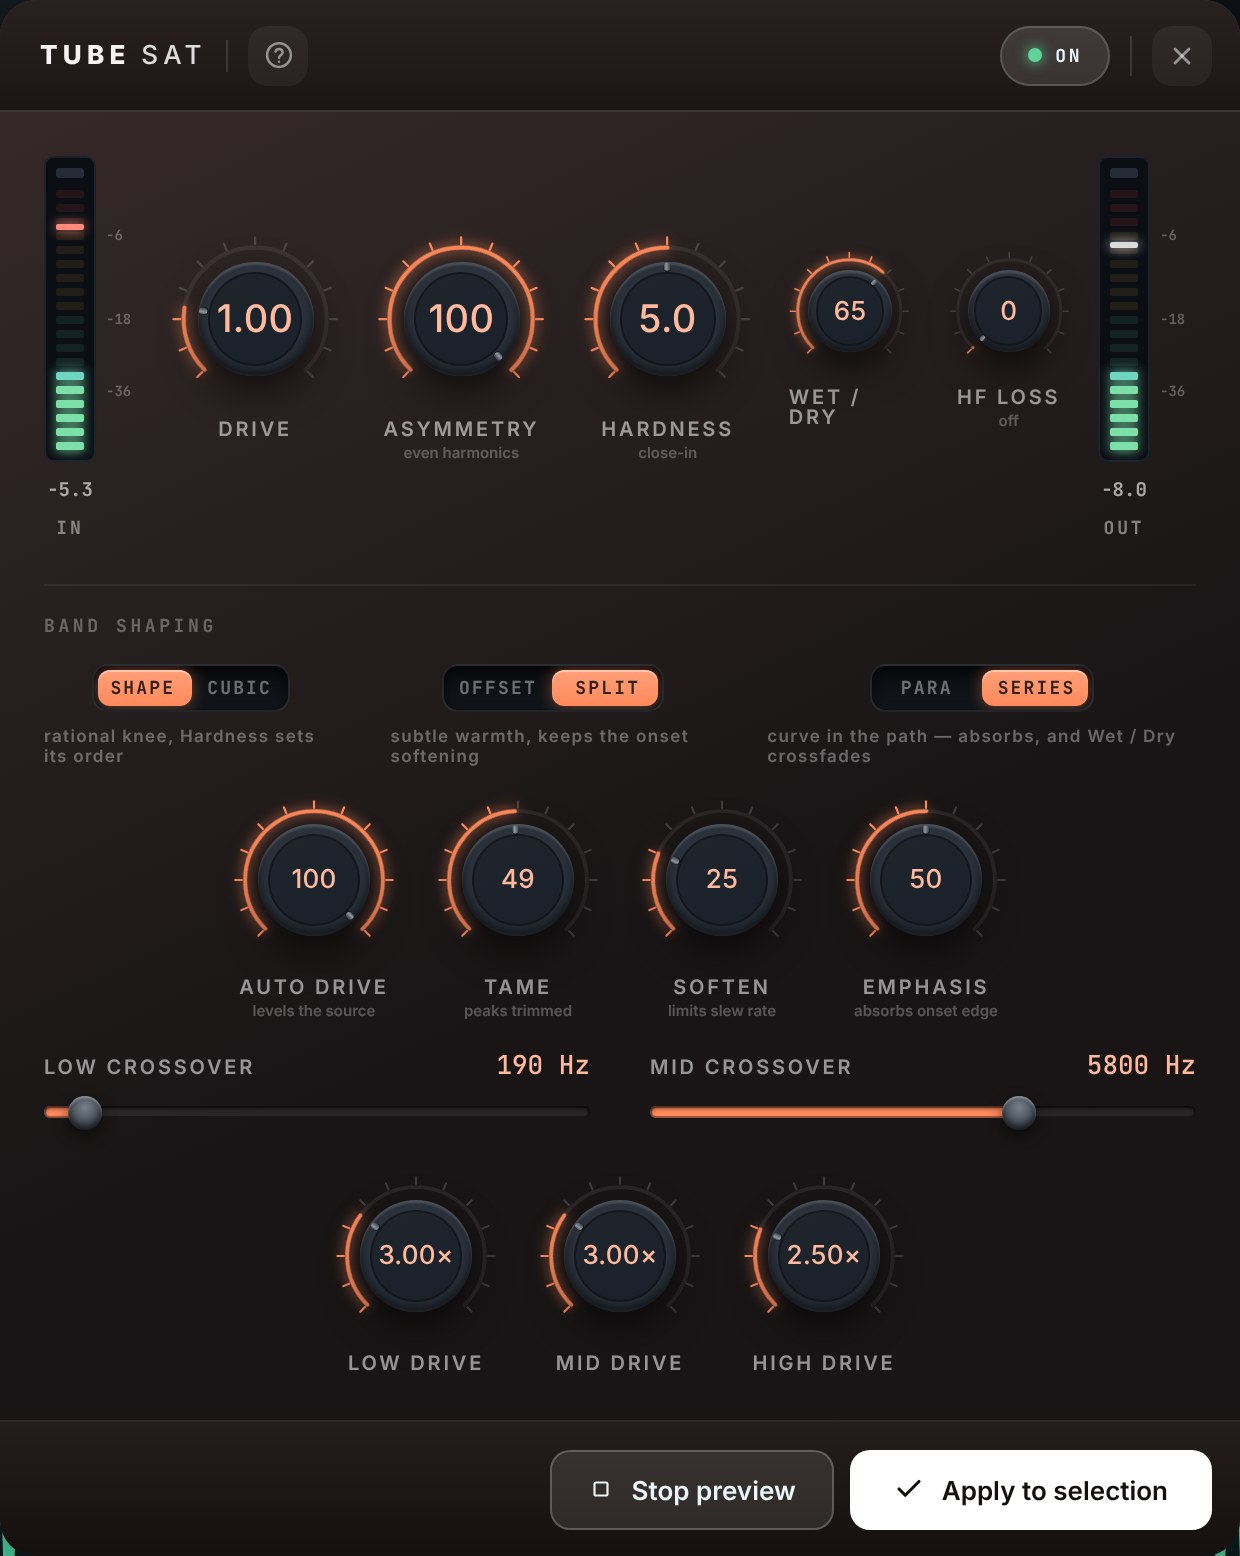 TUBE SAT
ON
-6
-18
-36
-5.3
IN
1.00
DRIVE
100
ASYMMETRY
even harmonics
5.0
HARDNESS
close-in
65
WET /
DRY
0
HF LOSS
off
-6
-18
-36
-8.0
OUT
BAND SHAPING
SHAPE CUBIC
rational knee, Hardness sets
its order
OFFSET SPLIT
subtle warmth, keeps the onset
softening
PARA SERIES
curve in the path — absorbs, and Wet / Dry
crossfades
100
AUTO DRIVE
levels the source
49
TAME
peaks trimmed
25
SOFTEN
limits slew rate
50
EMPHASIS
absorbs onset edge
LOW CROSSOVER 190 Hz
MID CROSSOVER 5800 Hz
3.00×
LOW DRIVE
3.00×
MID DRIVE
2.50×
HIGH DRIVE
Stop preview
Apply to selection